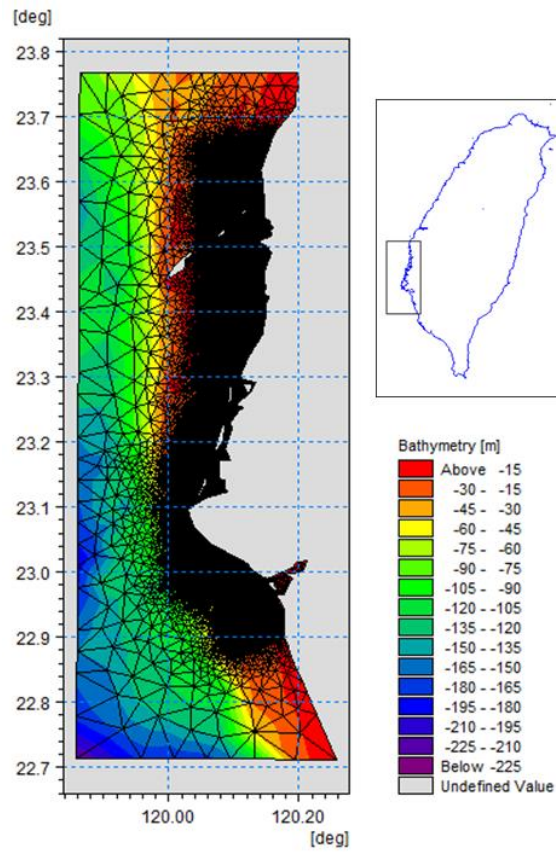 [deg]
23.8
23.7
23.6
23.5
23.4
23.3
23.2
23.1
23.0
22.9
22.8
22.7
120.00 120.20
[deg]
Bathymetry [m]
Above -15
-30 - -15
-45 - -30
-60 - -45
-75 - -60
-90 - -75
-105 - -90
-120 - -105
-135 - -120
-150 - -135
-165 - -150
-180 - -165
-195 - -180
-210 - -195
-225 - -210
Below -225
Undefined Value